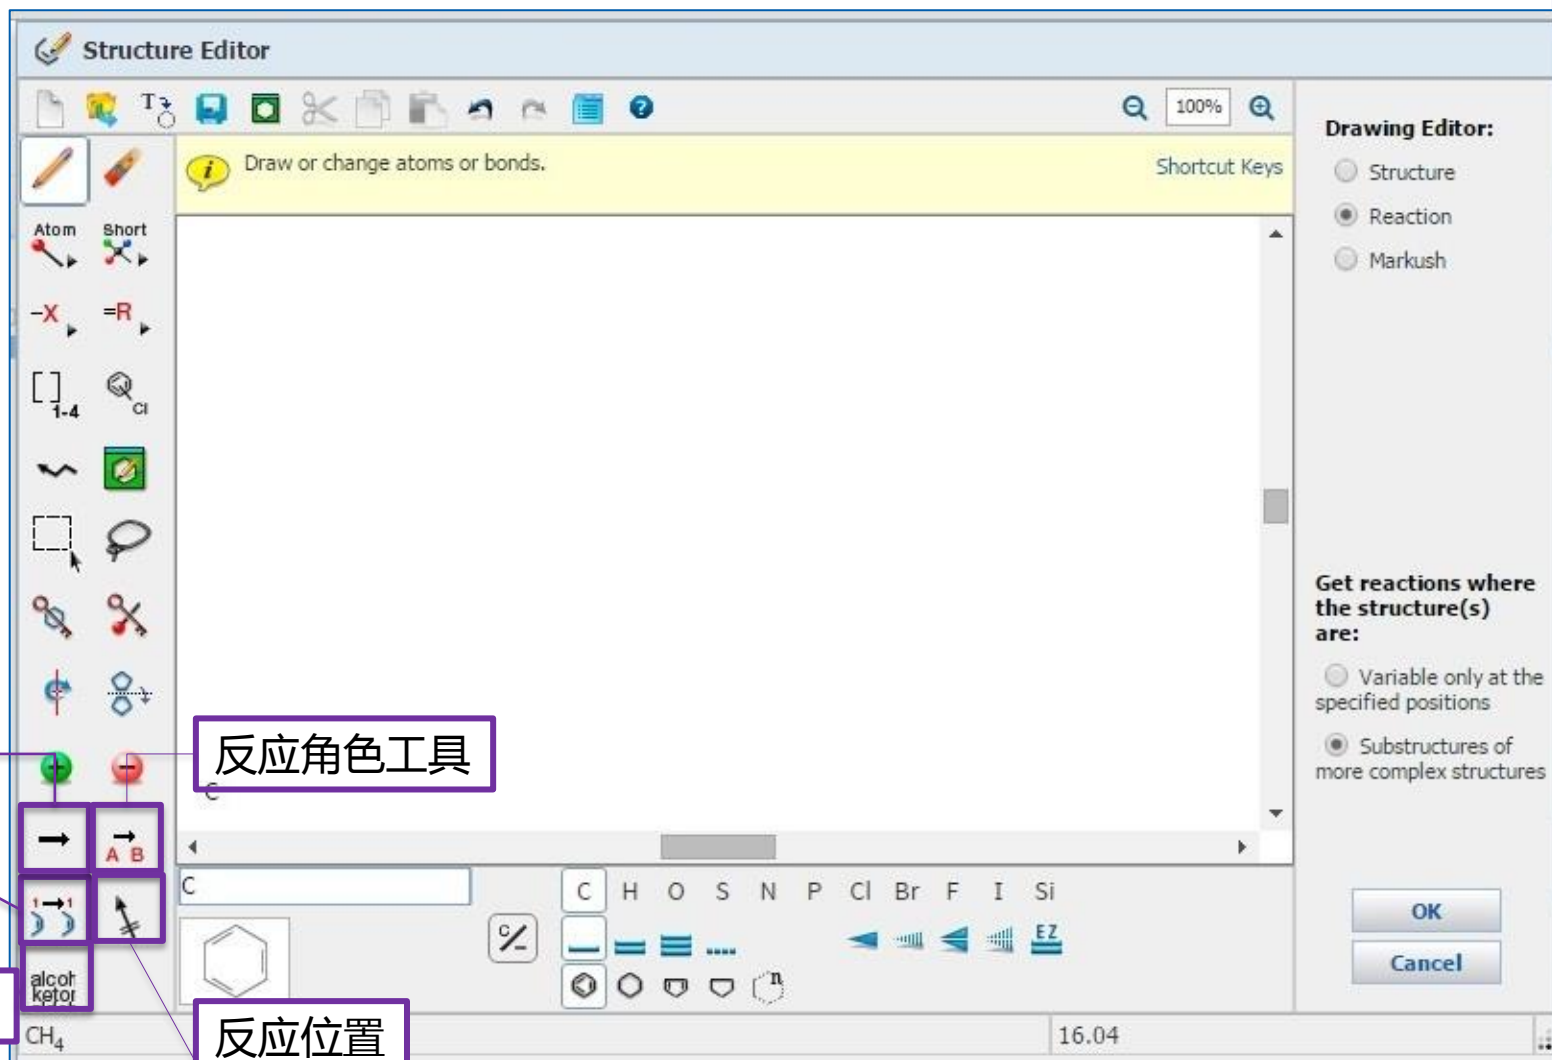 Structure Editor
T
100%
Draw or change atoms or bonds.
Shortcut Keys
Atom
Short
-X
=R
[ ] 1-4
Cl
反应角色工具
C
A B
1 → 1
alcoh
ketor
C
C H O S N P Cl Br F I Si
C
EZ
n
反应位置
CH4
16.04
Drawing Editor:
Structure
Reaction
Markush
Get reactions where
the structure(s)
are:
Variable only at the
specified positions
Substructures of
more complex structures
OK
Cancel